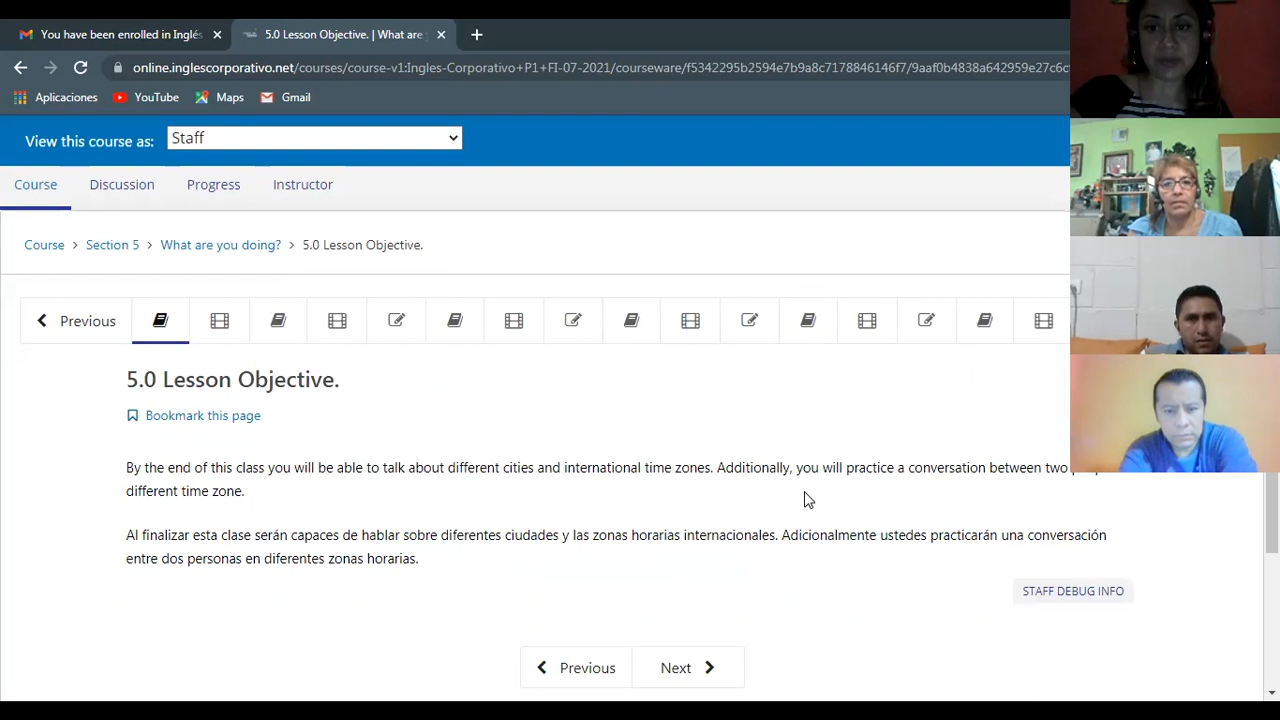 You have been enrolled in Inglés
5.0 Lesson Objective. | What are
online.inglescorporativo.net/courses/course-v1:Ingles-Corporativo+P1+FI-07-2021/courseware/f5342295b2594e7b9a8c7178846146f7/9aaf0b4838a642959e27c6c
Aplicaciones YouTube Maps Gmail
View this course as: Staff
Course Discussion Progress Instructor
Course > Section 5 > What are you doing? > 5.0 Lesson Objective.
Previous
5.0 Lesson Objective.
Bookmark this page
By the end of this class you will be able to talk about different cities and international time zones. Additionally, you will practice a conversation between two
different time zone.
Al finalizar esta clase serán capaces de hablar sobre diferentes ciudades y las zonas horarias internacionales. Adicionalmente ustedes practicarán una conversación
entre dos personas en diferentes zonas horarias.
STAFF DEBUG INFO
Previous Next